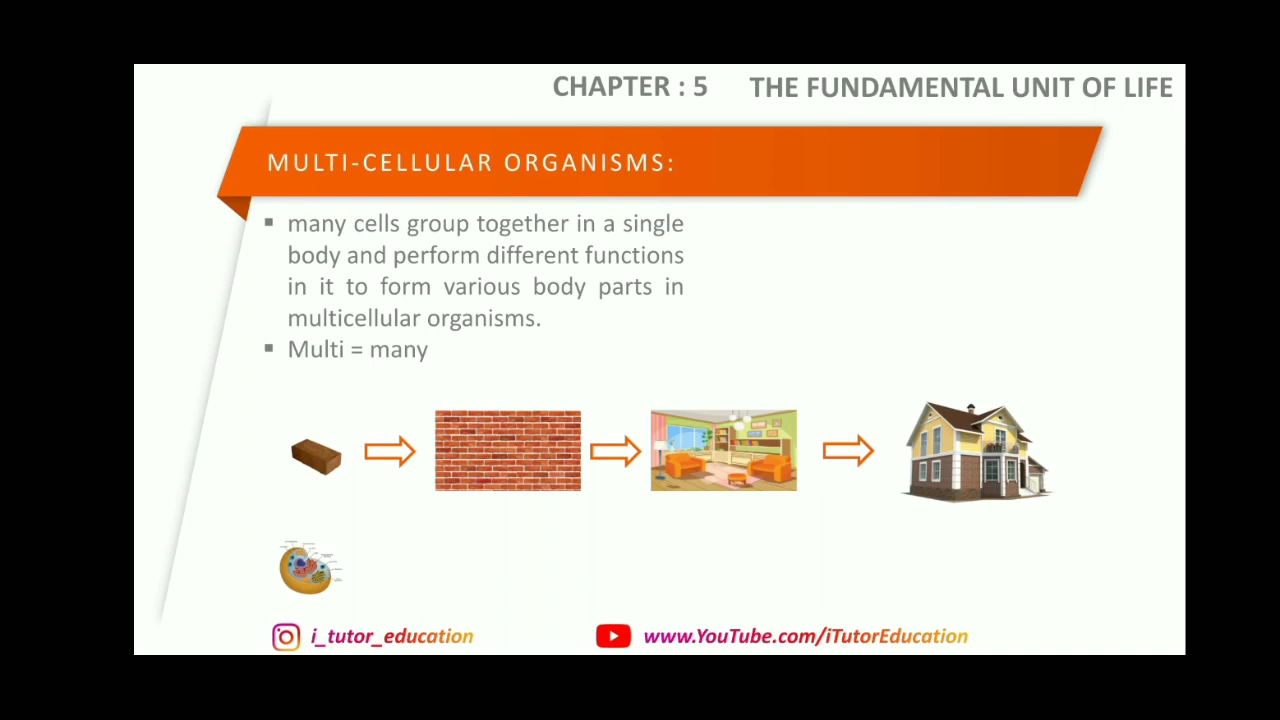 CHAPTER : 5 THE FUNDAMENTAL UNIT OF LIFE
MULTI-CELLULAR ORGANISMS:
▪ many cells group together in a single
body and perform different functions
in it to form various body parts in
multicellular organisms.
▪ Multi = many
i_tutor_education
www.YouTube.com/iTutorEducation